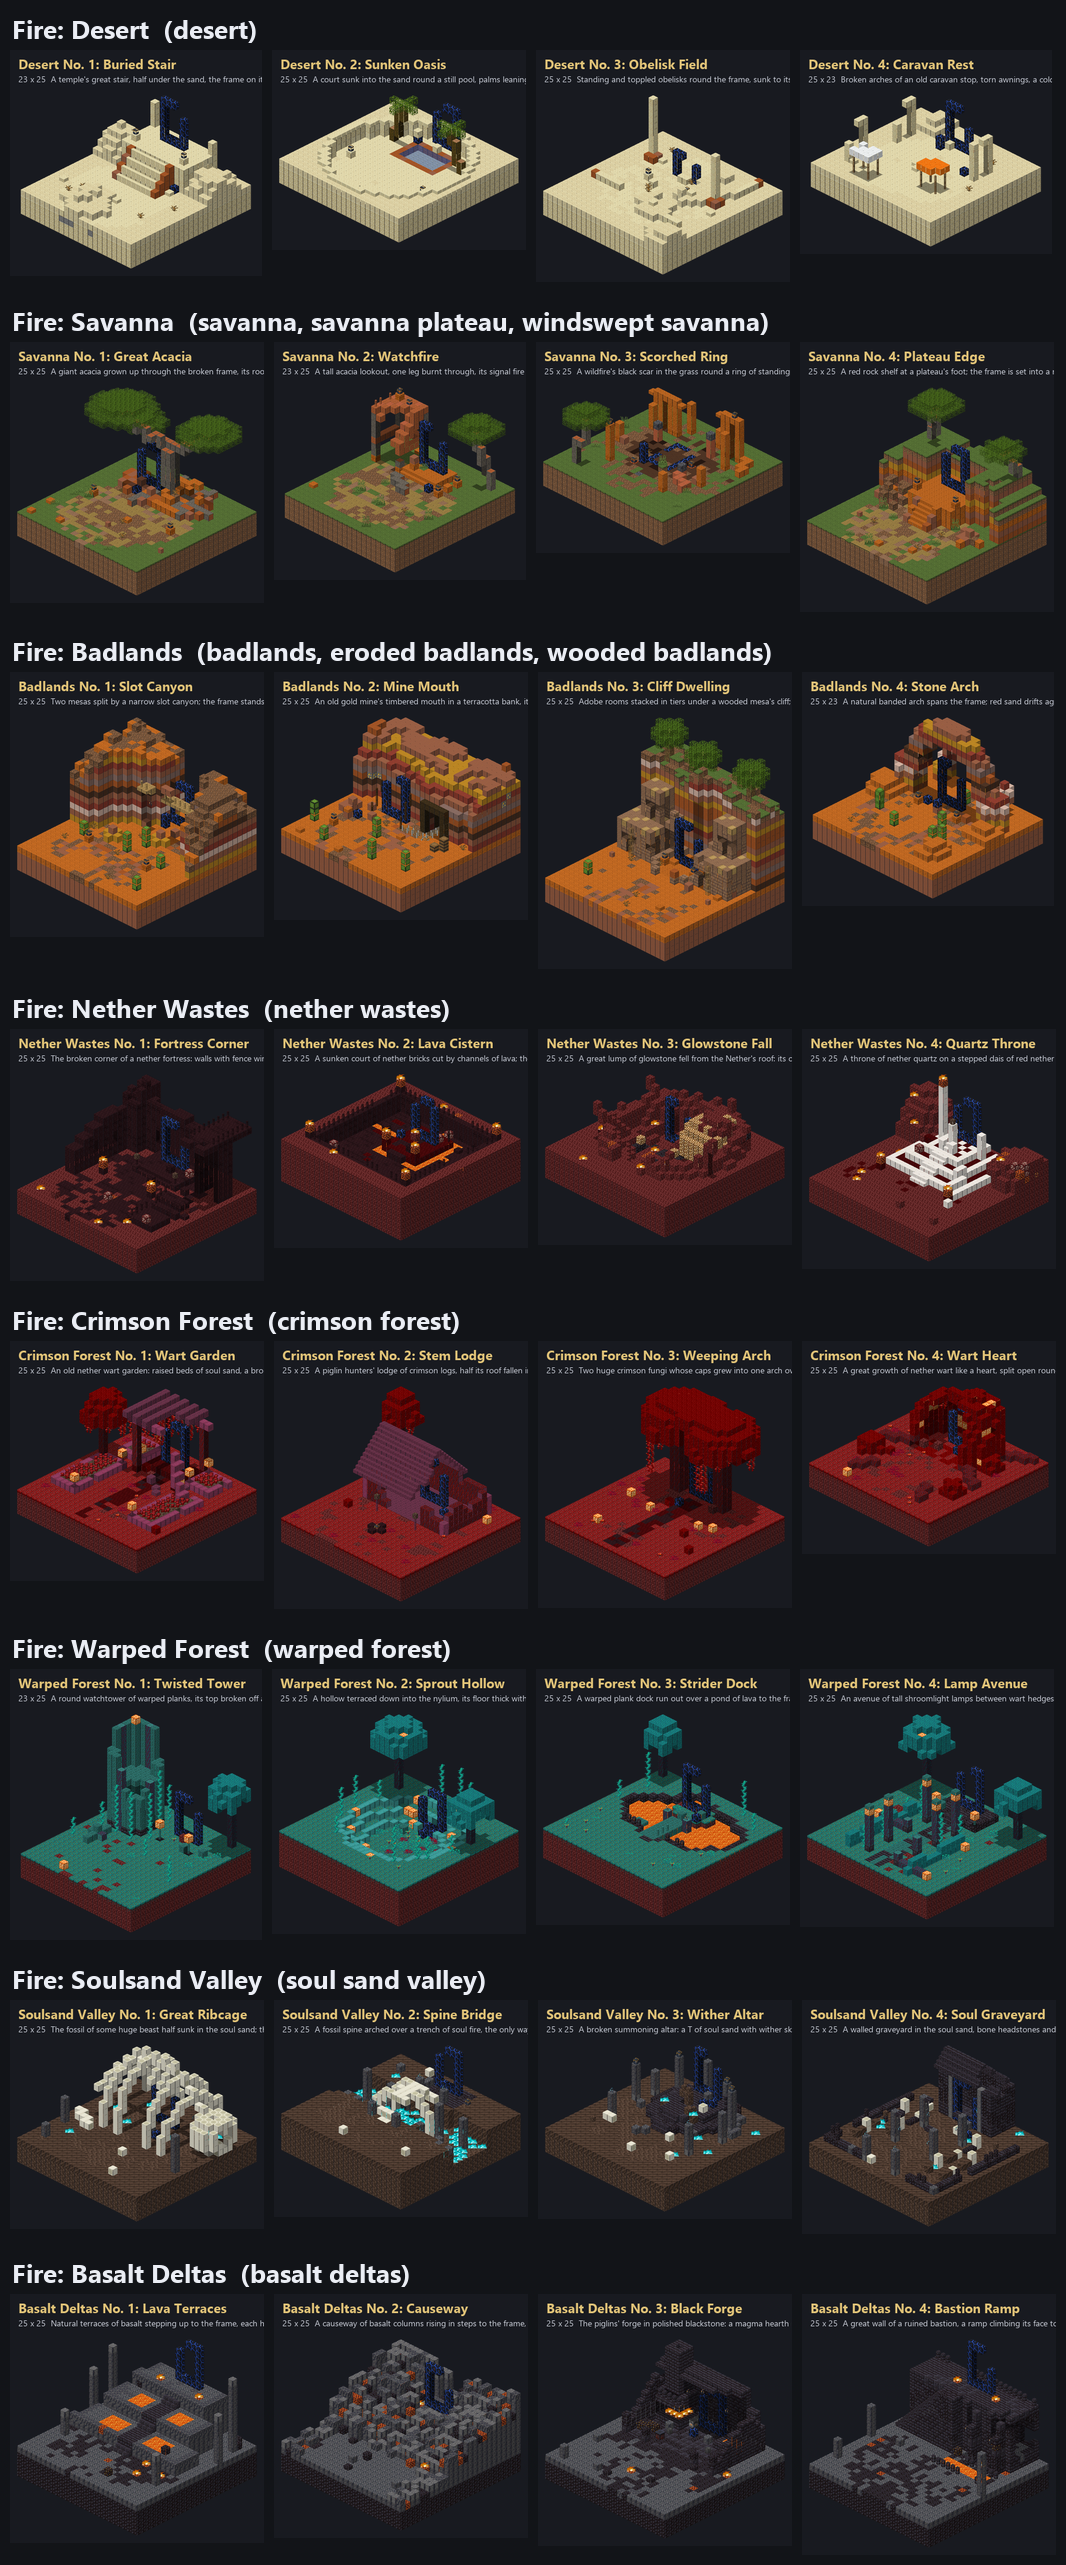 Fire: Desert (desert)
Desert No. 1: Buried Stair
23 x 25 A temple's great stair, half under the sand, the frame on it
Desert No. 2: Sunken Oasis
25 x 25 A court sunk into the sand round a still pool, palms leaning
Desert No. 3: Obelisk Field
25 x 25 Standing and toppled obelisks round the frame, sunk to its
Desert No. 4: Caravan Rest
25 x 23 Broken arches of an old caravan stop, torn awnings, a cold
Fire: Savanna (savanna, savanna plateau, windswept savanna)
Savanna No. 1: Great Acacia
25 x 25 A giant acacia grown up through the broken frame, its roo
Savanna No. 2: Watchfire
23 x 25 A tall acacia lookout, one leg burnt through, its signal fire
Savanna No. 3: Scorched Ring
25 x 25 A wildfire's black scar in the grass round a ring of standing
Savanna No. 4: Plateau Edge
25 x 25 A red rock shelf at a plateau's foot; the frame is set into a
Fire: Badlands (badlands, eroded badlands, wooded badlands)
Badlands No. 1: Slot Canyon
25 x 25 Two mesas split by a narrow slot canyon; the frame stands
Badlands No. 2: Mine Mouth
25 x 25 An old gold mine's timbered mouth in a terracotta bank, it
Badlands No. 3: Cliff Dwelling
25 x 25 Adobe rooms stacked in tiers under a wooded mesa's cliff;
Badlands No. 4: Stone Arch
25 x 23 A natural banded arch spans the frame; red sand drifts ag
Fire: Nether Wastes (nether wastes)
Nether Wastes No. 1: Fortress Corner
25 x 25 The broken corner of a nether fortress: walls with fence win
Nether Wastes No. 2: Lava Cistern
25 x 25 A sunken court of nether bricks cut by channels of lava; th
Nether Wastes No. 3: Glowstone Fall
25 x 25 A great lump of glowstone fell from the Nether's roof: its c
Nether Wastes No. 4: Quartz Throne
25 x 25 A throne of nether quartz on a stepped dais of red nether
Fire: Crimson Forest (crimson forest)
Crimson Forest No. 1: Wart Garden
25 x 25 An old nether wart garden: raised beds of soul sand, a bro
Crimson Forest No. 2: Stem Lodge
25 x 25 A piglin hunters' lodge of crimson logs, half its roof fallen i
Crimson Forest No. 3: Weeping Arch
25 x 25 Two huge crimson fungi whose caps grew into one arch ov
Crimson Forest No. 4: Wart Heart
25 x 25 A great growth of nether wart like a heart, split open roun
Fire: Warped Forest (warped forest)
Warped Forest No. 1: Twisted Tower
23 x 25 A round watchtower of warped planks, its top broken off
Warped Forest No. 2: Sprout Hollow
25 x 25 A hollow terraced down into the nylium, its floor thick with
Warped Forest No. 3: Strider Dock
25 x 25 A warped plank dock run out over a pond of lava to the fr
Warped Forest No. 4: Lamp Avenue
25 x 25 An avenue of tall shroomlight lamps between wart hedges
Fire: Soulsand Valley (soul sand valley)
Soulsand Valley No. 1: Great Ribcage
25 x 25 The fossil of some huge beast half sunk in the soul sand; th
Soulsand Valley No. 2: Spine Bridge
25 x 25 A fossil spine arched over a trench of soul fire, the only wa
Soulsand Valley No. 3: Wither Altar
25 x 25 A broken summoning altar: a T of soul sand with wither sk
Soulsand Valley No. 4: Soul Graveyard
25 x 25 A walled graveyard in the soul sand, bone headstones and
Fire: Basalt Deltas (basalt deltas)
Basalt Deltas No. 1: Lava Terraces
25 x 25 Natural terraces of basalt stepping up to the frame, each h
Basalt Deltas No. 2: Causeway
25 x 25 A causeway of basalt columns rising in steps to the frame,
Basalt Deltas No. 3: Black Forge
25 x 25 The piglins' forge in polished blackstone: a magma hearth
Basalt Deltas No. 4: Bastion Ramp
25 x 25 A great wall of a ruined bastion, a ramp climbing its face to